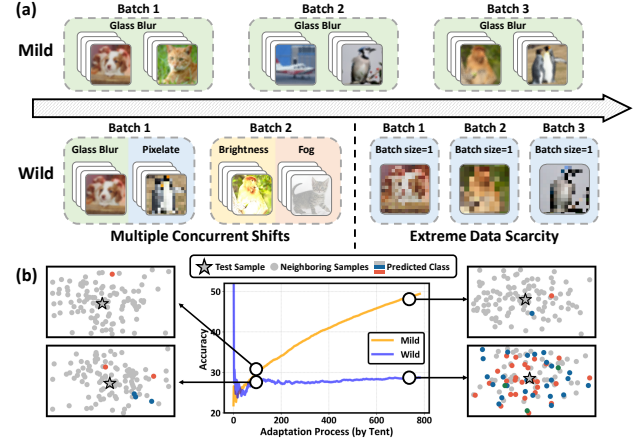 (a)
Batch 1
Batch 2
Batch 3
Glass Blur
Glass Blur
Glass Blur
Mild
Batch 1
Batch 2
Batch 1
Batch 2
Batch 3
Glass Blur
Pixelate
Brightness
Fog
Batch size=1
Batch size=1
Batch size=1
Wild
Multiple Concurrent Shifts
Extreme Data Scarcity
(b)
Test Sample
Neighboring Samples
Predicted Class
50
40
30
20
Accuracy
Mild
Wild
0
200
400
600
800
Adaptation Process (by Tent)